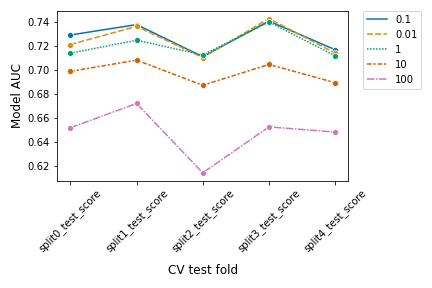 0.74
0.72
0.70
0.68
0.66
0.64
0.62
Model AUC
split0_test_score
split1_test_score
split2_test_score
split3_test_score
split4_test_score
CV test fold
0.1
0.01
1
10
100